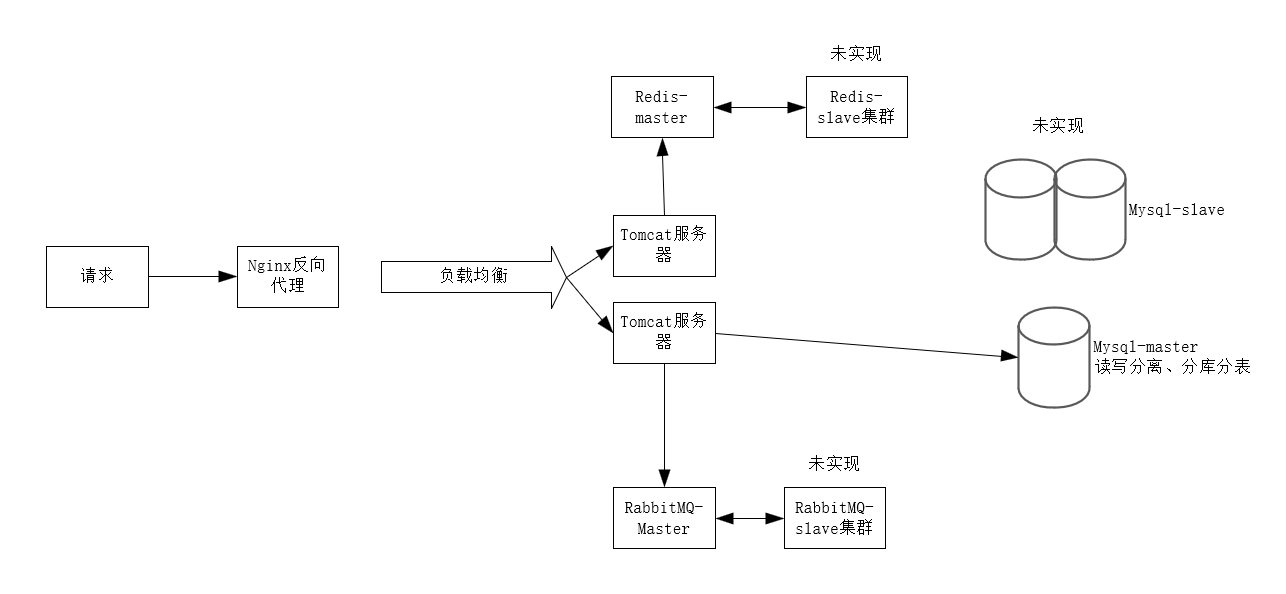 未实现
Redis-
master
Redis-
slave集群
未实现
Mysql-slave
Tomcat服务
器
请求
Nginx反向
代理
负载均衡
Tomcat服务
器
Mysql-master
读写分离、分库分表
未实现
RabbitMQ-
Master
RabbitMQ-
slave集群